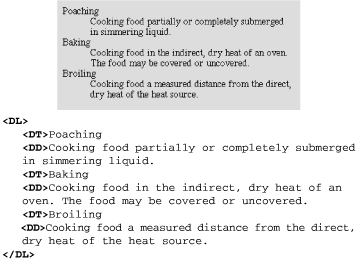 Poaching
Cooking food partially or completely submerged
in simmering liquid.
Baking
Cooking food in the indirect, dry heat of an oven.
The food may be covered or uncovered.
Broiling
Cooking food a measured distance from the direct,
dry heat of the heat source.
<DL>
<DT>Poaching
<DD>Cooking food partially or completely submerged
in simmering liquid.
<DT>Baking
<DD>Cooking food in the indirect, dry heat of an
oven. The food may be covered or uncovered.
<DT>Broiling
<DD>Cooking food a measured distance from the direct,
dry heat of the heat source.
</DL>